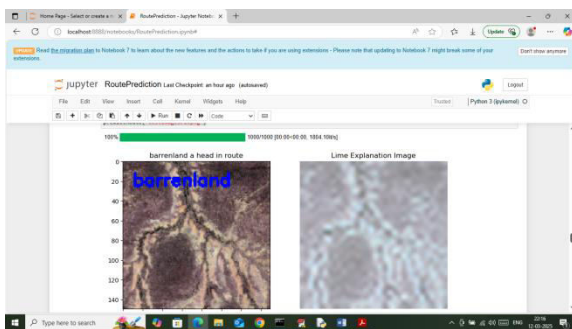 Home Page - Select or create a n
RoutePrediction - Jupyter Noteb
localhost:8888/notebooks/RoutePrediction.ipynb#
Update
Read the migration plan to Notebook 7 to learn about the new features and the actions to take if you are using extensions - Please note that updating to Notebook 7 might break some of your
extensions.
Don't show anymore
jupyter RoutePrediction Last Checkpoint: an hour ago (autosaved)
Logout
File Edit View Insert Cell Kernel Widgets Help
Trusted
Python 3 (ipykernel)
Run
Code
100%
1000/1000 [00:00<00:00, 1804.10it/s]
barrenland a head in route
Lime Explanation Image
barrenland
0
20
40
60
80
100
120
140
Type here to search
ENG
22:16
12-03-2025